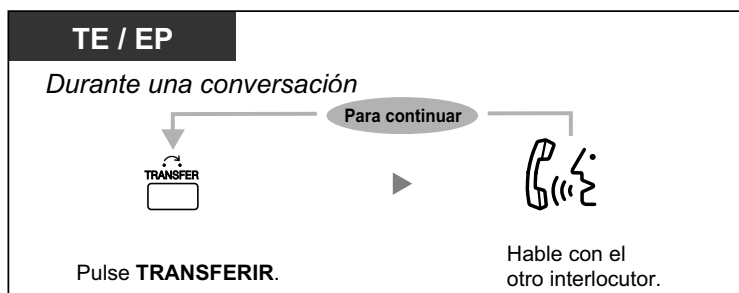 TE / EP
Durante una conversación
Para continuar
TRANSFER
Pulse TRANSFERIR.
Hable con el
otro interlocutor.